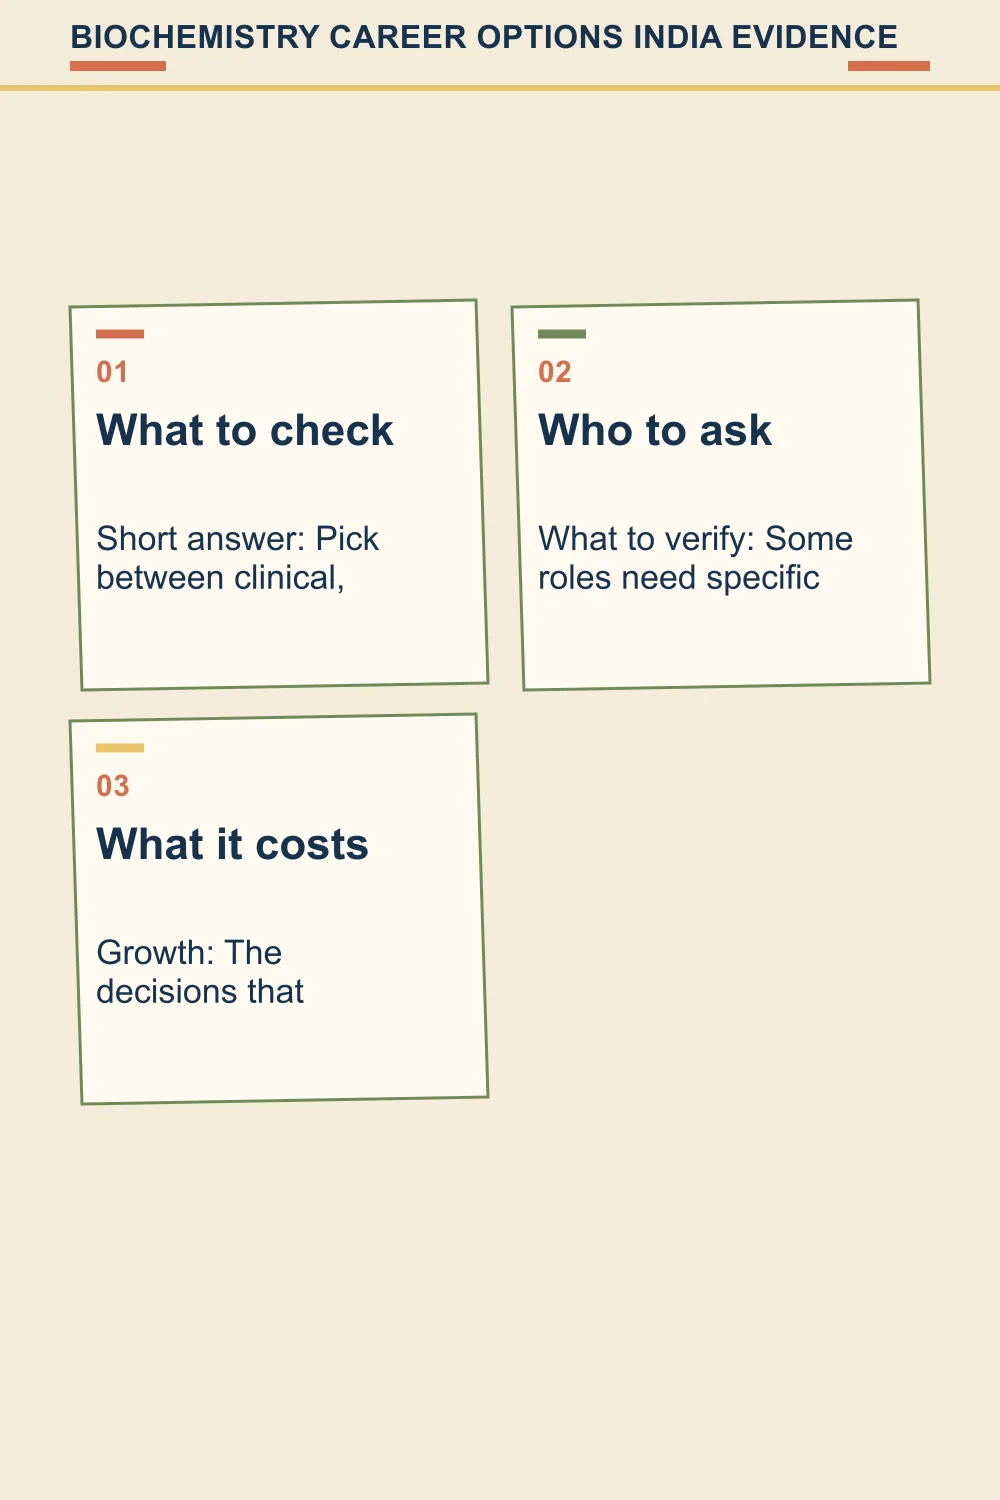 BIOCHEMISTRY CAREER OPTIONS INDIA EVIDENCE
01
What to check
Short answer: Pick
between clinical,
02
Who to ask
What to verify: Some
roles need specific
03
What it costs
Growth: The
decisions that